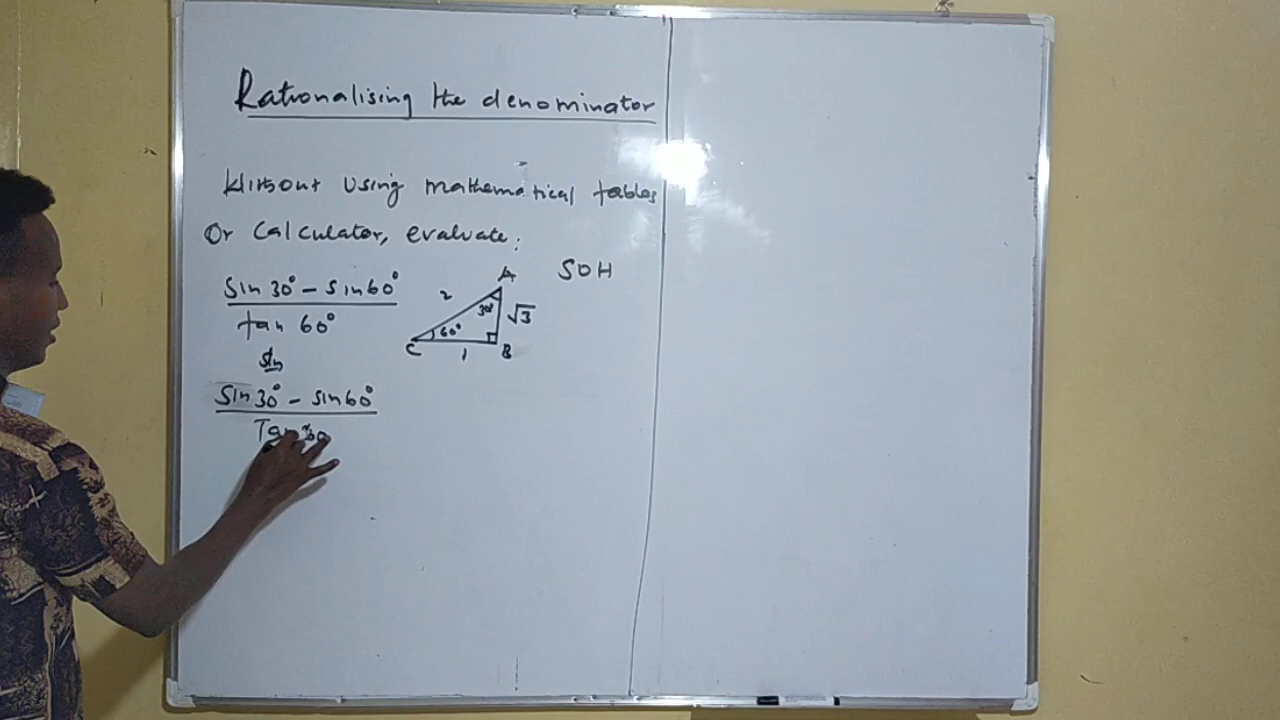 Rationalising the denominator
Without using mathematical tables
Or Calculator, evaluate:
SOH
Sin 30° - sin 60°
tan 60°
A
2
30°
√3
60°
C
1
B
sln
Sin 30° - sin 60°
Tan